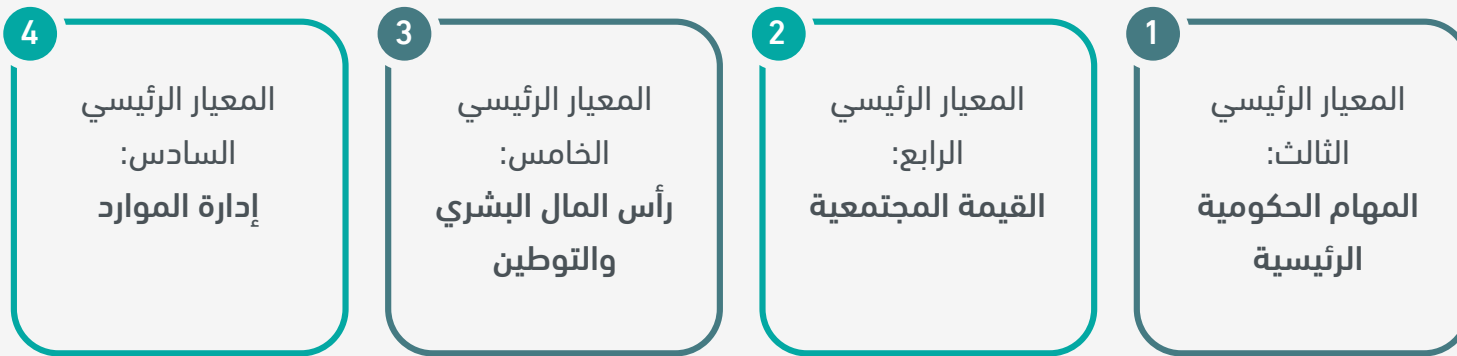 1
المعيار الرئيسي
الثالث:
المهام الحكومية
الرئيسية
2
المعيار الرئيسي
الرابع:
القيمة المجتمعية
3
المعيار الرئيسي
الخامس:
رأس المال البشري
والتوطين
4
المعيار الرئيسي
السادس:
إدارة الموارد